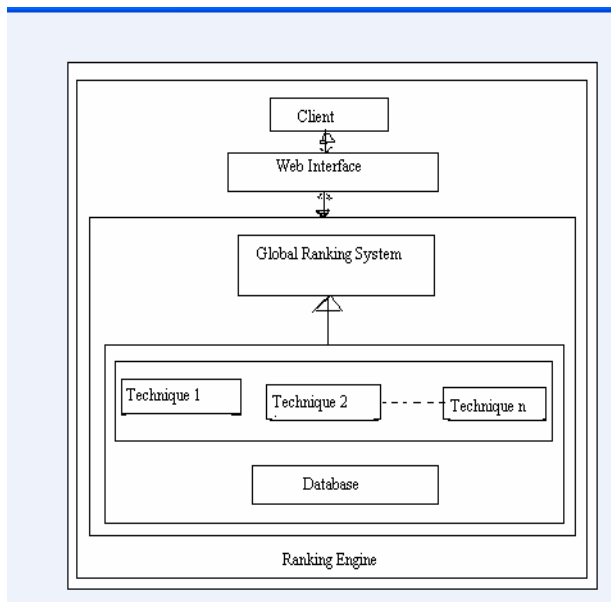 Client
Web Interface
Global Ranking System
Technique 1
Technique 2
Technique n
Database
Ranking Engine